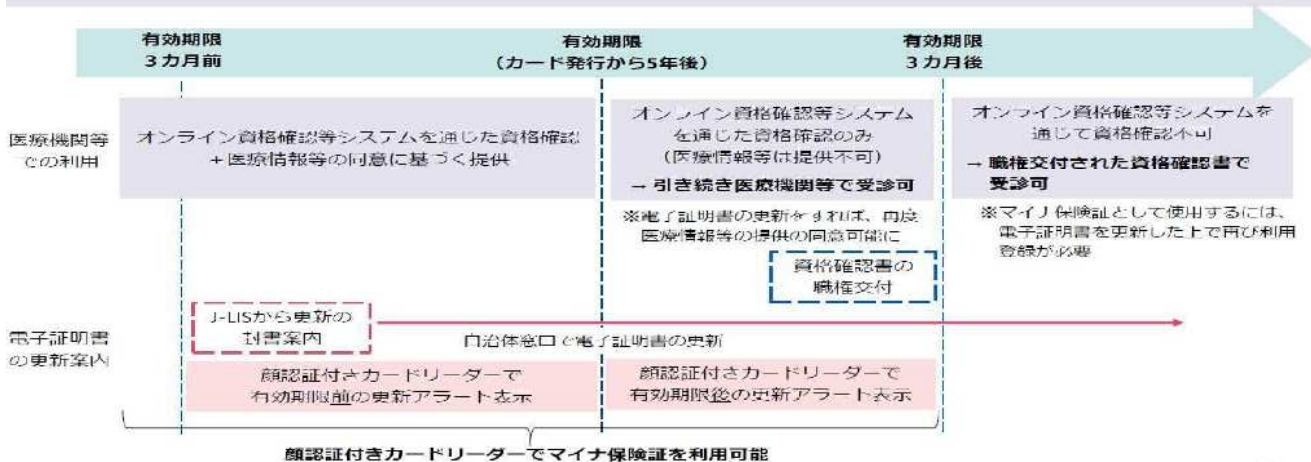 有効期限
3カ月前
有効期限
（カード発行から5年後）
有効期限
3カ月後
医療機関等
での利用
オンライン資格確認等システムを通じた資格確認
＋医療情報等の同意に基づく提供
オンライン資格確認等システム
を通じた資格確認のみ
（医療情報等は提供不可）
→ 引き続き医療機関等で受診可
※電子証明書の更新をすれば、再度
医療情報等の提供の同意可能に
オンライン資格確認等システムを
通じて資格確認不可
→ 職権交付された資格確認書で
受診可
※マイナ保険証として使用するには、
電子証明書を更新した上で再び利用
登録が必要
資格確認書の
職権交付
電子証明書
の更新案内
J-LISから更新の
封書案内
自治体窓口で電子証明書の更新
顔認証付きカードリーダーで
有効期限前の更新アラート表示
顔認証付きカードリーダーで
有効期限後の更新アラート表示
顔認証付きカードリーダーでマイナ保険証を利用可能